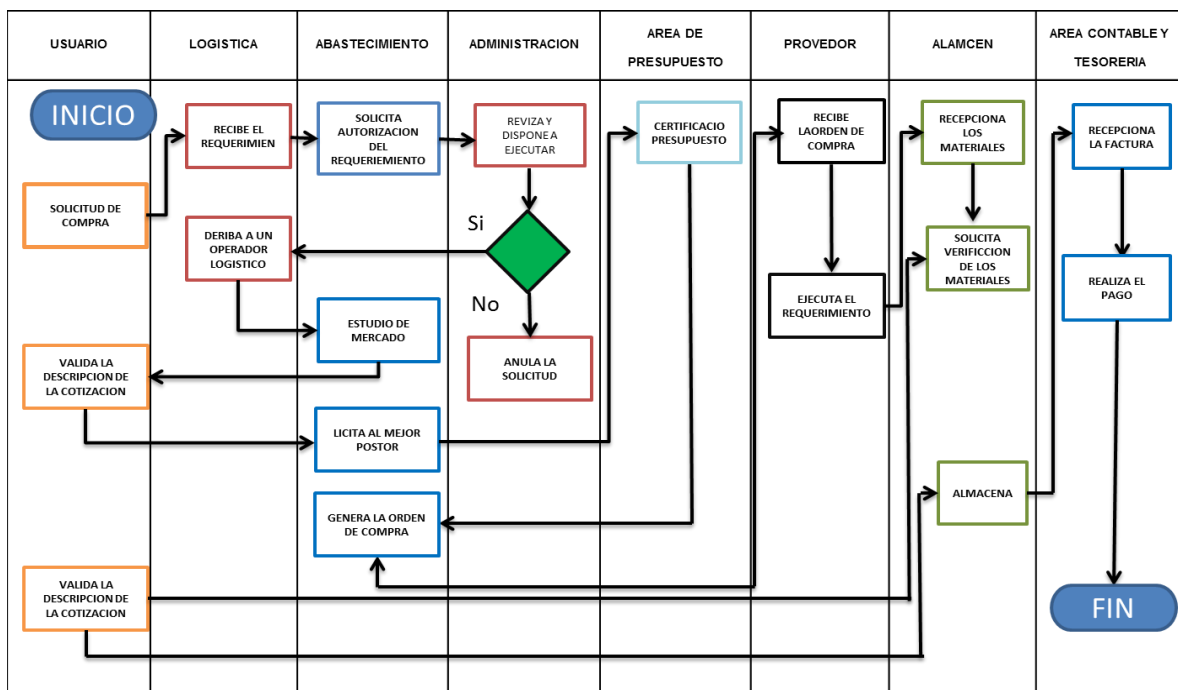 USUARIO
LOGISTICA
ABASTECIMIENTO
ADMINISTRACION
AREA DE
PRESUPUESTO
PROVEDOR
ALAMCEN
AREA CONTABLE Y
TESORERIA
INICIO
RECIBE EL
REQUERIMIEN
SOLICITA
AUTORIZACION
DEL
REQUERIEMIENTO
REVIZA Y
DISPONE A
EJECUTAR
CERTIFICACIO
PRESUPUESTO
RECIBE
LAORDEN DE
COMPRA
RECEPCIONA
LOS
MATERIALES
RECEPCIONA
LA FACTURA
SOLICITUD DE
COMPRA
DERIBA A UN
OPERADOR
LOGISTICO
Si
SOLICITA
VERIFICCION
DE LOS
MATERIALES
EJECUTA EL
REQUERIMIENTO
REALIZA EL
PAGO
No
ESTUDIO DE
MERCADO
ANULA LA
SOLICITUD
VALIDA LA
DESCRIPCION DE
LA COTIZACION
LICITA AL MEJOR
POSTOR
ALMACENA
GENERA LA ORDEN
DE COMPRA
VALIDA LA
DESCRIPCION DE
LA COTIZACION
FIN